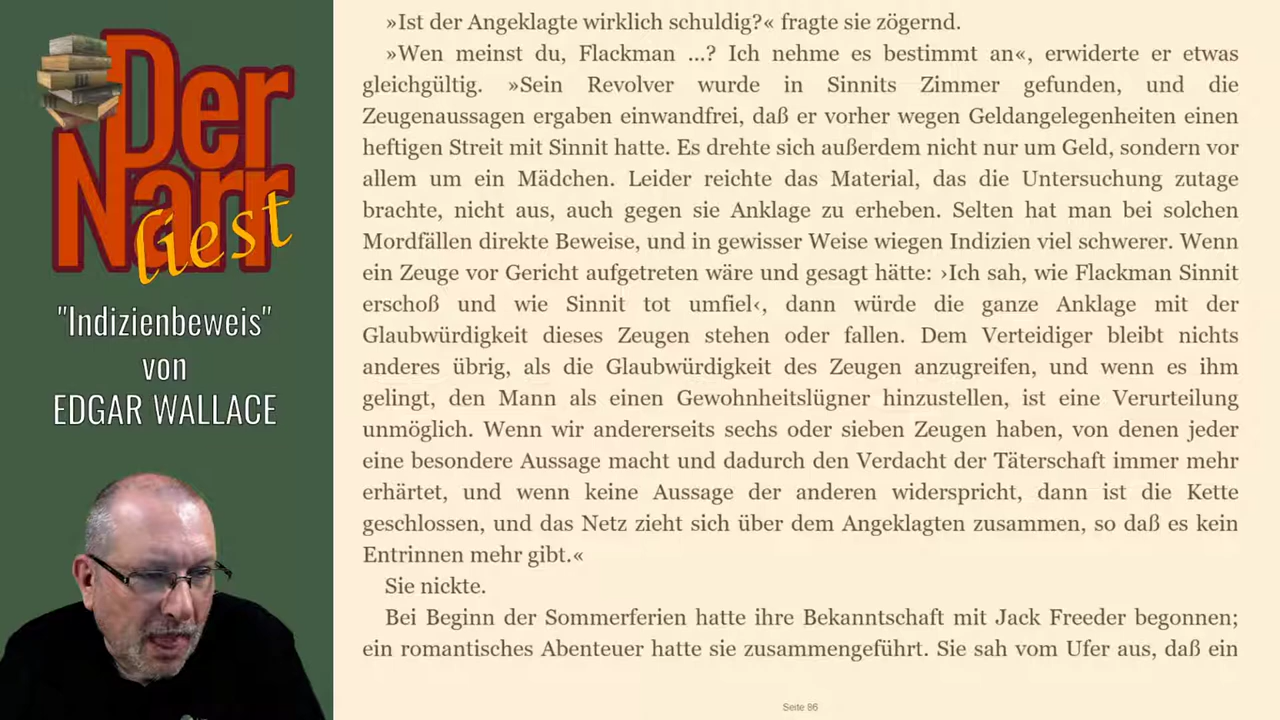 Der
Narr
liest
"Indizienbeweis"
von
EDGAR WALLACE
»Ist der Angeklagte wirklich schuldig?« fragte sie zögernd.
»Wen meinst du, Flackman ...? Ich nehme es bestimmt an«, erwiderte er etwas
gleichgültig. »Sein Revolver wurde in Sinnits Zimmer gefunden, und die
Zeugenaussagen ergaben einwandfrei, daß er vorher wegen Geldangelegenheiten einen
heftigen Streit mit Sinnit hatte. Es drehte sich außerdem nicht nur um Geld, sondern vor
allem um ein Mädchen. Leider reichte das Material, das die Untersuchung zutage
brachte, nicht aus, auch gegen sie Anklage zu erheben. Selten hat man bei solchen
Mordfällen direkte Beweise, und in gewisser Weise wiegen Indizien viel schwerer. Wenn
ein Zeuge vor Gericht aufgetreten wäre und gesagt hätte: ›Ich sah, wie Flackman Sinnit
erschoß und wie Sinnit tot umfiel‹, dann würde die ganze Anklage mit der
Glaubwürdigkeit dieses Zeugen stehen oder fallen. Dem Verteidiger bleibt nichts
anderes übrig, als die Glaubwürdigkeit des Zeugen anzugreifen, und wenn es ihm
gelingt, den Mann als einen Gewohnheitslügner hinzustellen, ist eine Verurteilung
unmöglich. Wenn wir andererseits sechs oder sieben Zeugen haben, von denen jeder
eine besondere Aussage macht und dadurch den Verdacht der Täterschaft immer mehr
erhärtet, und wenn keine Aussage der anderen widerspricht, dann ist die Kette
geschlossen, und das Netz zieht sich über dem Angeklagten zusammen, so daß es kein
Entrinnen mehr gibt.«
Sie nickte.
Bei Beginn der Sommerferien hatte ihre Bekanntschaft mit Jack Freeder begonnen;
ein romantisches Abenteuer hatte sie zusammengeführt. Sie sah vom Ufer aus, daß ein
Seite 86